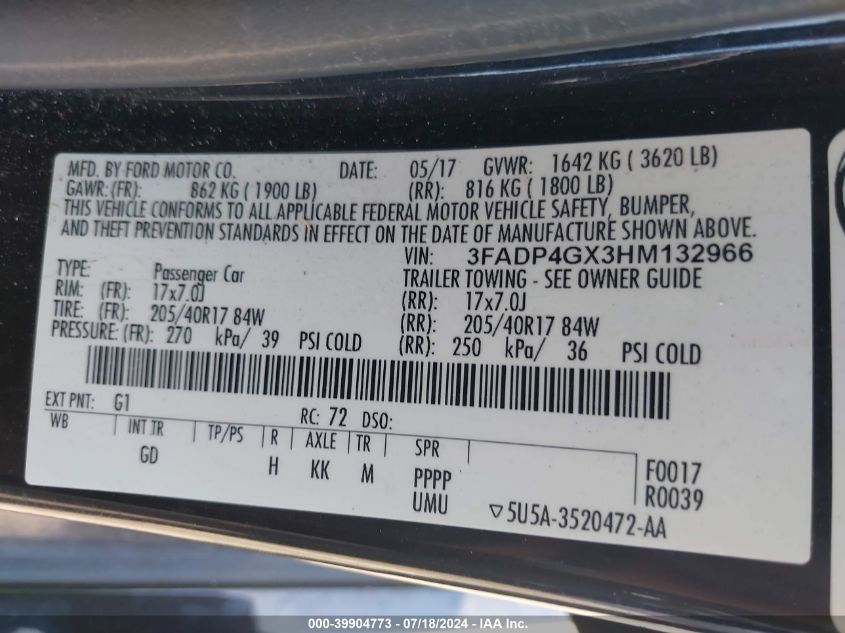 MFD. BY FORD MOTOR CO. DATE: 05/17 GVWR: 1642 KG ( 3620 LB)
GAWR:(FR): 862 KG ( 1900 LB) (RR): 816 KG ( 1800 LB)
THIS VEHICLE CONFORMS TO ALL APPLICABLE FEDERAL MOTOR VEHICLE SAFETY, BUMPER,
AND THEFT PREVENTION STANDARDS IN EFFECT ON THE DATE OF MANUFACTURE SHOWN ABOVE.
VIN: 3FADP4GX3HM132966
TYPE: Passenger Car TRAILER TOWING - SEE OWNER GUIDE
RIM: (FR): 17x7.0J (RR): 17x7.0J
TIRE: (FR): 205/40R17 84W (RR): 205/40R17 84W
PRESSURE: (FR): 270 kPa/ 39 PSI COLD (RR): 250 kPa/ 36 PSI COLD
EXT PNT: G1 RC: 72 DSO:
WB INT TR TP/PS R AXLE TR SPR
GD H KK M PPPP F0017
UMU R0039
▽5U5A-3520472-AA
000-39904773 - 07/18/2024 - IAA Inc.